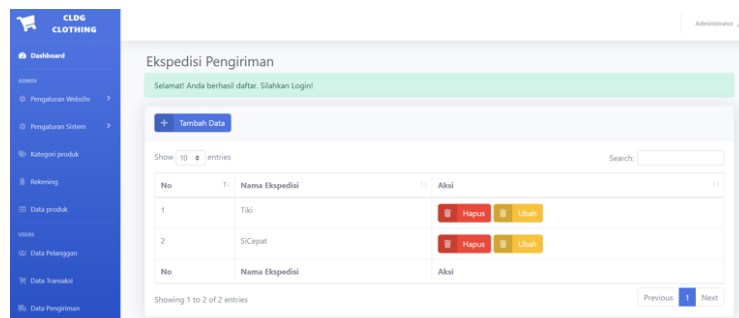 CLDG
CLOTHING
Administrator
Dashboard
ADMIN
Pengaturan Website
Pengaturan Sistem
Kategori produk
Rekening
Data produk
USERS
Data Pelanggan
Data Transaksi
Data Pengiriman
Ekspedisi Pengiriman
Selamat! Anda berhasil daftar. Silahkan Login!
+ Tambah Data
Show 10 entries
Search:
No Nama Ekspedisi Aksi
1 Tiki Hapus Ubah
2 SiCepat Hapus Ubah
No Nama Ekspedisi Aksi
Showing 1 to 2 of 2 entries
Previous 1 Next